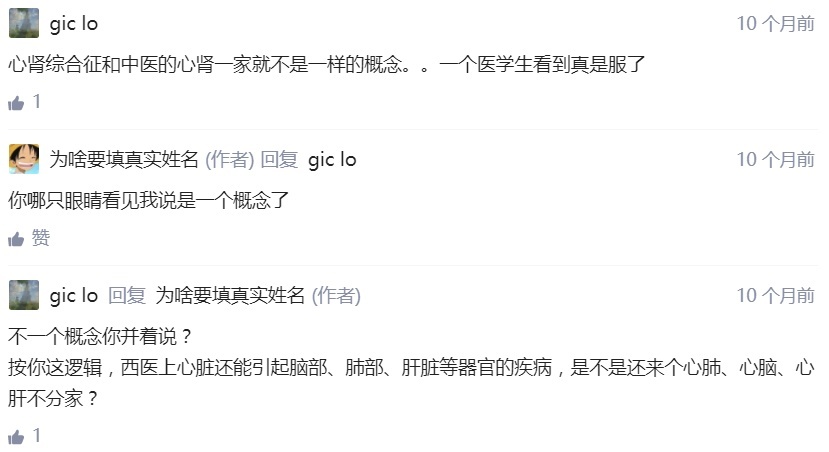 gic lo 10 个月前
心肾综合征和中医的心肾一家就不是一样的概念。。一个医学生看到真是服了
1
为啥要填真实姓名 (作者) 回复 gic lo 10 个月前
你哪只眼睛看见我说是一个概念了
赞
gic lo 回复 为啥要填真实姓名 (作者) 10 个月前
不一个概念你并着说？
按你这逻辑，西医上心脏还能引起脑部、肺部、肝脏等器官的疾病，是不是还来个心肺、心脑、心
肝不分家？
1